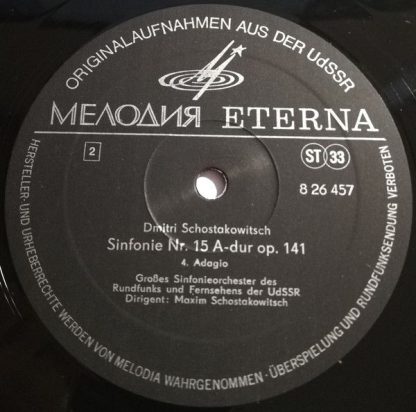 ORIGINALAUFNAHMEN AUS DER UdSSR
МЕЛОДИЯ ETERNA
2
ST 33
8 26 457
Dmitri Schostakowitsch
Sinfonie Nr. 15 A-dur op. 141
4. Adagio
Großes Sinfonieorchester des
Rundfunks und Fernsehens der UdSSR
Dirigent: Maxim Schostakowitsch
HERSTELLER- UND URHEBERRECHTE WERDEN VON MELODIA WAHRGENOMMEN · ÜBERSPIELUNG UND RUNDFUNKSENDUNG VERBOTEN